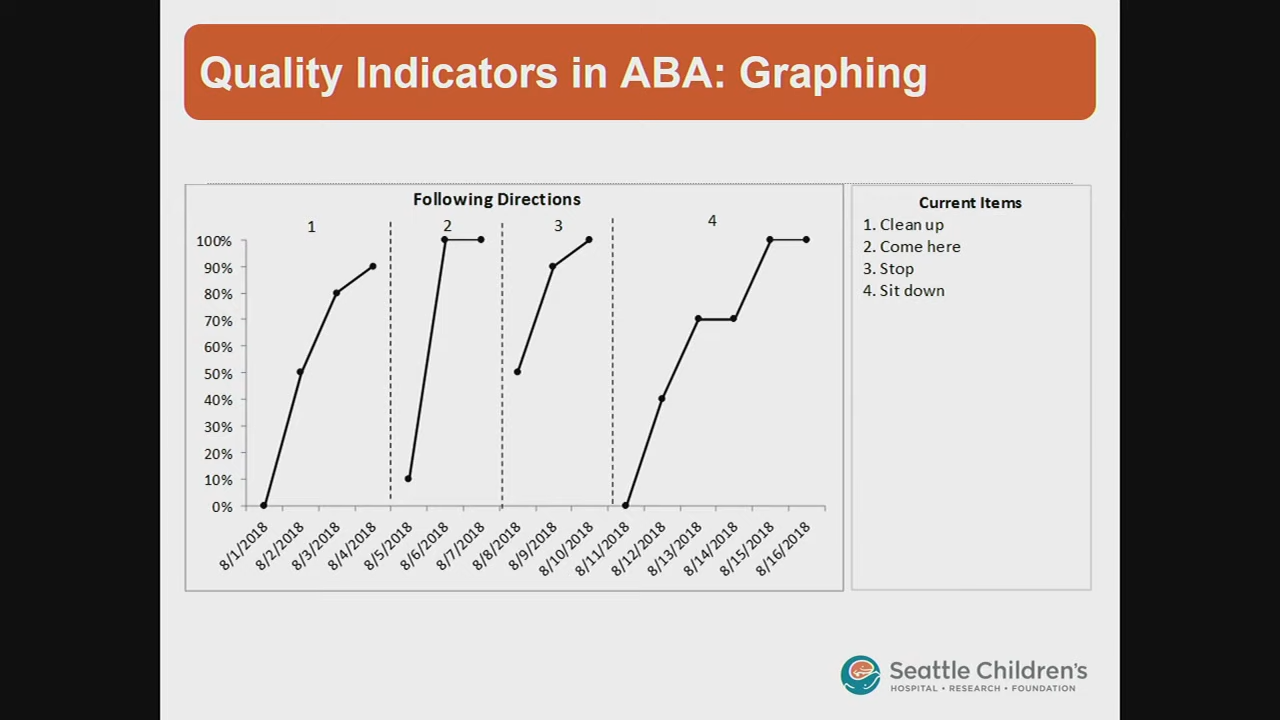 Quality Indicators in ABA: Graphing
Following Directions
1 2 3 4
100%
90%
80%
70%
60%
50%
40%
30%
20%
10%
0%
8/1/2018 8/2/2018 8/3/2018 8/4/2018 8/5/2018 8/6/2018 8/7/2018 8/8/2018 8/9/2018 8/10/2018 8/11/2018 8/12/2018 8/13/2018 8/14/2018 8/15/2018 8/16/2018
Current Items
1. Clean up
2. Come here
3. Stop
4. Sit down
Seattle Children's
HOSPITAL • RESEARCH • FOUNDATION